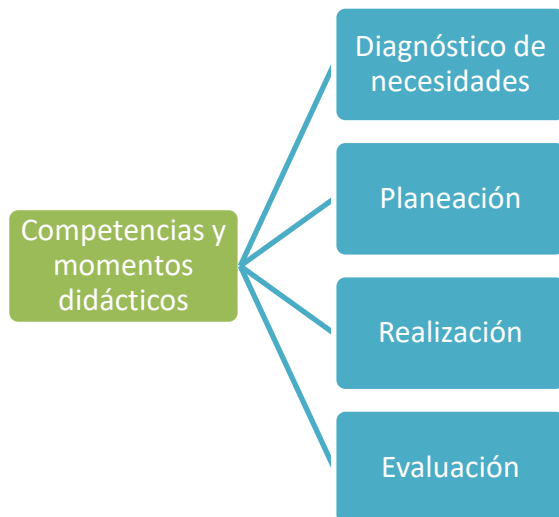 Diagnóstico de
necesidades
Planeación
Competencias y
momentos
didácticos
Realización
Evaluación